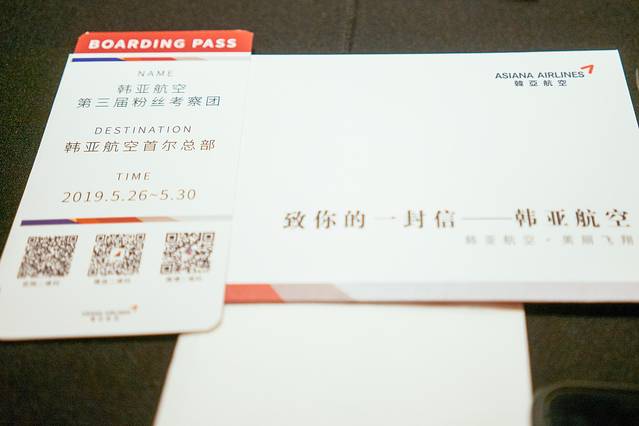 BOARDING PASS
NAME
韩亚航空
第三届粉丝考察团
DESTINATION
韩亚航空首尔总部
TIME
2019.5.26~5.30
ASIANA AIRLINES
ASIANA AIRLINES
韓亞航空
致你的一封信——韩亚航空
韩亚航空·美丽飞翔